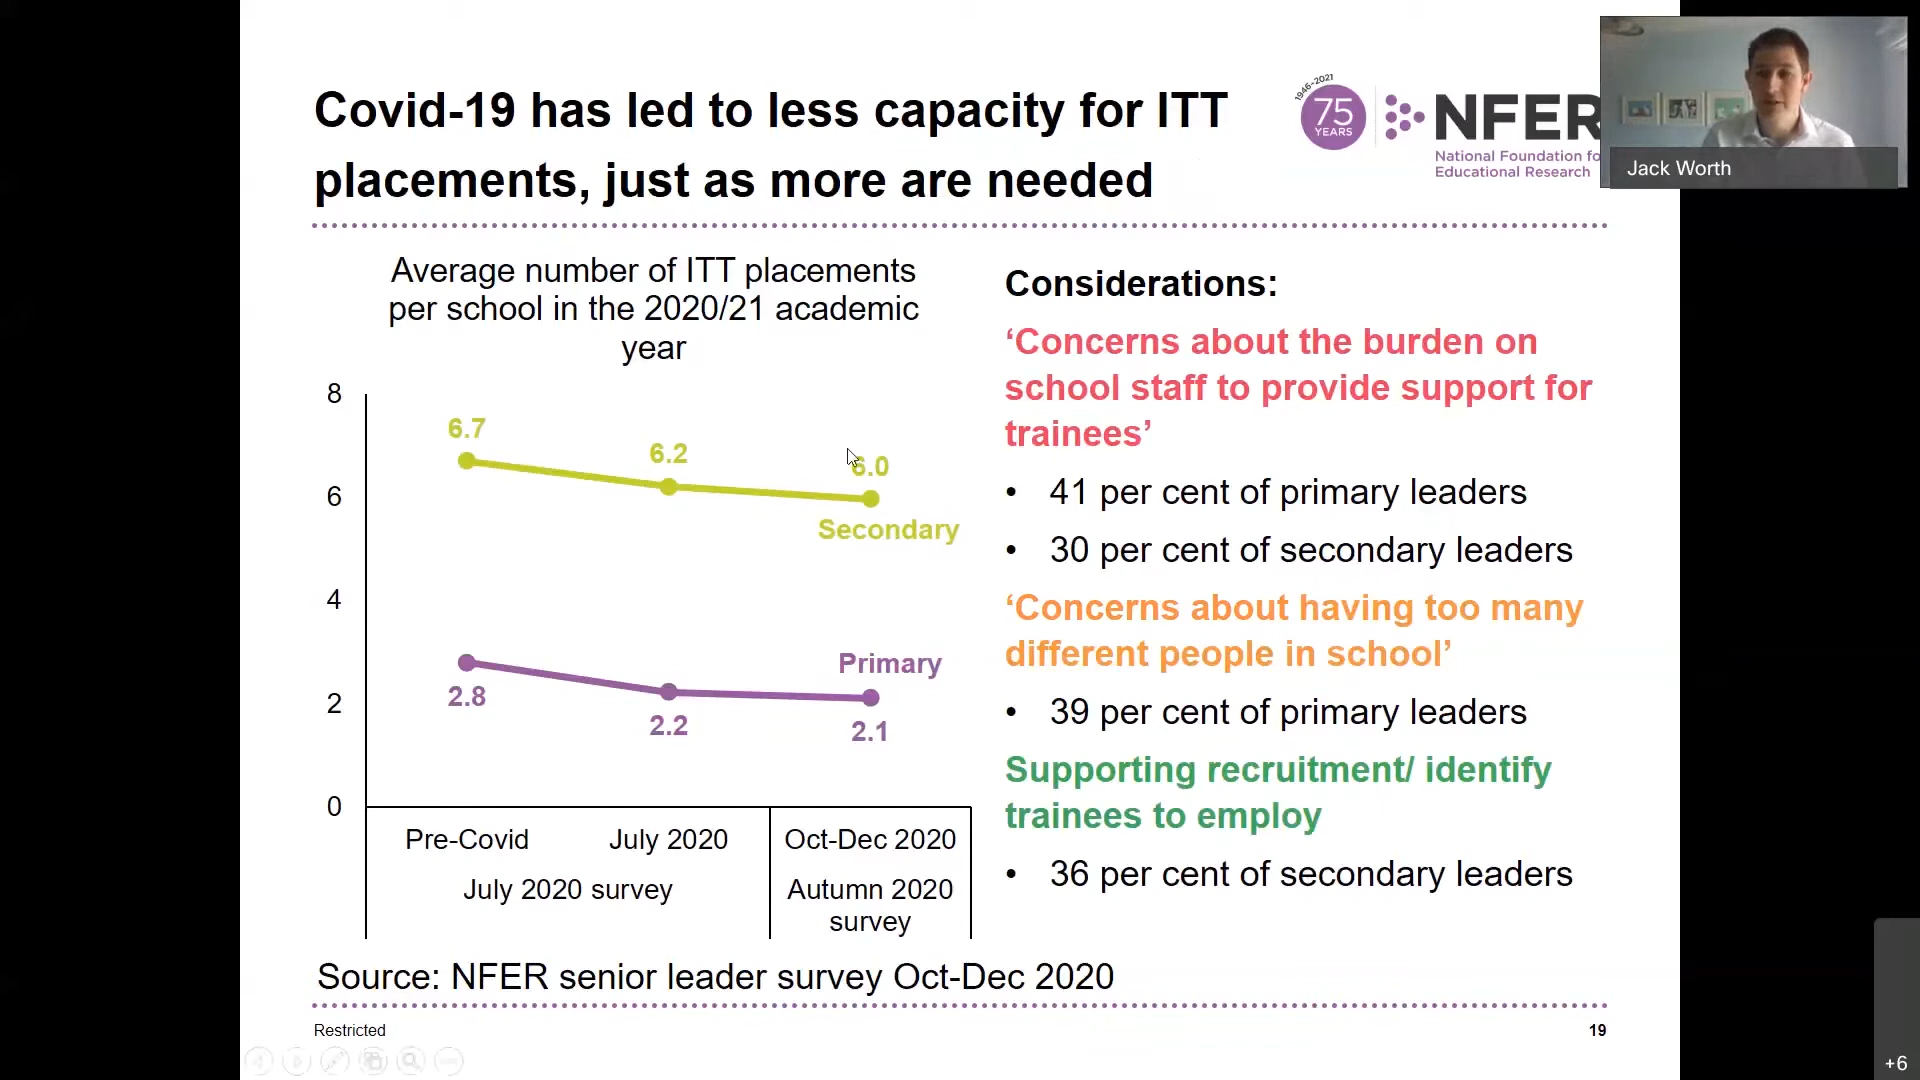 Covid-19 has led to less capacity for ITT
placements, just as more are needed
1946-2021
75
YEARS
NFER
National Foundation fo
Educational Research
Jack Worth
Average number of ITT placements
per school in the 2020/21 academic
year
8
6
4
2
0
6.7
6.2
6.0
Secondary
Primary
2.8
2.2
2.1
Pre-Covid
July 2020
Oct-Dec 2020
July 2020 survey
Autumn 2020
survey
Considerations:
‘Concerns about the burden on
school staff to provide support for
trainees’
• 41 per cent of primary leaders
• 30 per cent of secondary leaders
‘Concerns about having too many
different people in school’
• 39 per cent of primary leaders
Supporting recruitment/ identify
trainees to employ
• 36 per cent of secondary leaders
Source: NFER senior leader survey Oct-Dec 2020
Restricted
19
+6